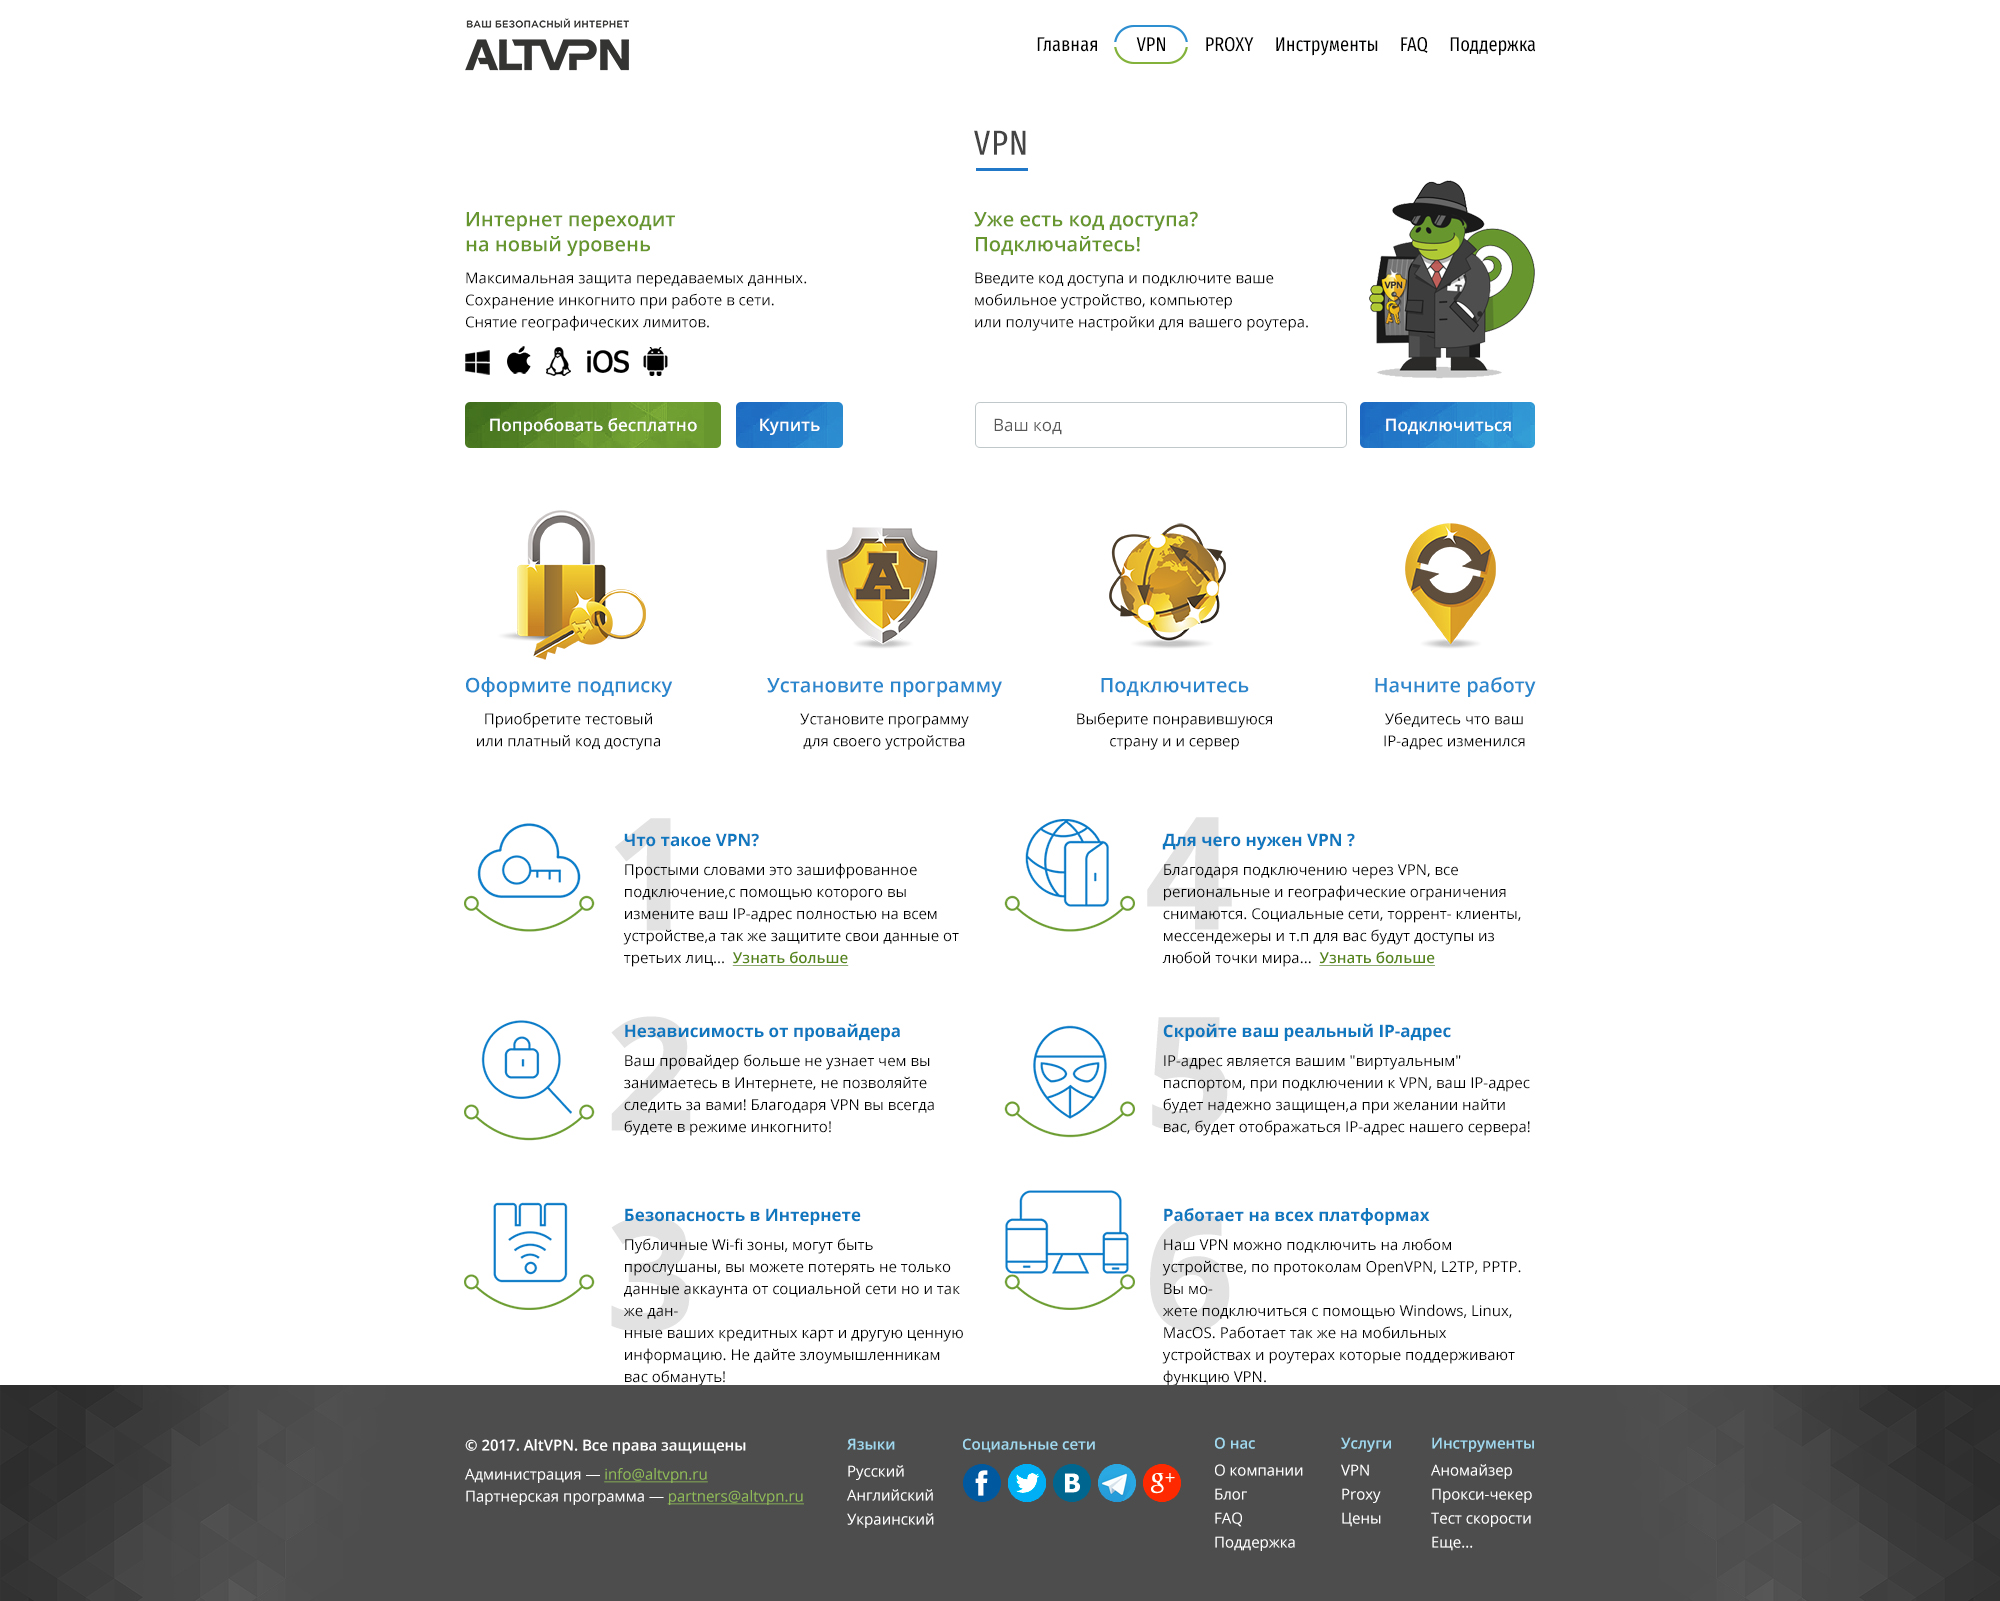 ВАШ БЕЗОПАСНЫЙ ИНТЕРНЕТ
ALTVPN
Главная VPN PROXY Инструменты FAQ Поддержка
VPN
Интернет переходит
на новый уровень
Максимальная защита передаваемых данных.
Сохранение инкогнито при работе в сети.
Снятие географических лимитов.
iOS
Попробовать бесплатно Купить
Уже есть код доступа?
Подключайтесь!
Введите код доступа и подключите ваше
мобильное устройство, компьютер
или получите настройки для вашего роутера.
VPN
Ваш код Подключиться
A
Оформите подписку
Приобретите тестовый
или платный код доступа
Установите программу
Установите программу
для своего устройства
Подключитесь
Выберите понравившуюся
страну и и сервер
Начните работу
Убедитесь что ваш
IP-адрес изменился
1
Что такое VPN?
Простыми словами это зашифрованное
подключение,с помощью которого вы
измените ваш IP-адрес полностью на всем
устройстве,а так же защитите свои данные от
третьих лиц... Узнать больше
4
Для чего нужен VPN ?
Благодаря подключению через VPN, все
региональные и географические ограничения
снимаются. Социальные сети, торрент- клиенты,
мессендежеры и т.п для вас будут доступы из
любой точки мира... Узнать больше
2
Независимость от провайдера
Ваш провайдер больше не узнает чем вы
занимаетесь в Интернете, не позволяйте
следить за вами! Благодаря VPN вы всегда
будете в режиме инкогнито!
5
Скройте ваш реальный IP-адрес
IP-адрес является вашим "виртуальным"
паспортом, при подключении к VPN, ваш IP-адрес
будет надежно защищен,а при желании найти
вас, будет отображаться IP-адрес нашего сервера!
3
Безопасность в Интернете
Публичные Wi-fi зоны, могут быть
прослушаны, вы можете потерять не только
данные аккаунта от социальной сети но и так
же дан-
нные ваших кредитных карт и другую ценную
информацию. Не дайте злоумышленникам
вас обмануть!
6
Работает на всех платформах
Наш VPN можно подключить на любом
устройстве, по протоколам OpenVPN, L2TP, PPTP.
Вы мо-
жете подключиться с помощью Windows, Linux,
MacOS. Работает так же на мобильных
устройствах и роутерах которые поддерживают
функцию VPN.
© 2017. AltVPN. Все права защищены
Администрация — info@altvpn.ru
Партнерская программа — partners@altvpn.ru
Языки
Русский
Английский
Украинский
Социальные сети
f B g+
О нас
О компании
Блог
FAQ
Поддержка
Услуги
VPN
Proxy
Цены
Инструменты
Аномайзер
Прокси-чекер
Тест скорости
Еще...